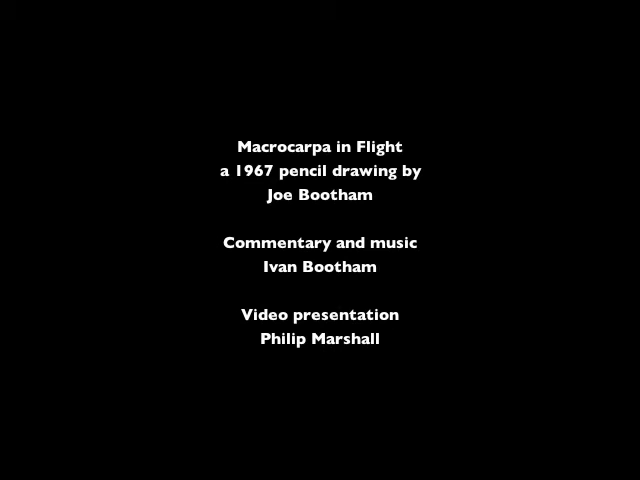 Macrocarpa in Flight
a 1967 pencil drawing by
Joe Bootham
Commentary and music
Ivan Bootham
Video presentation
Philip Marshall